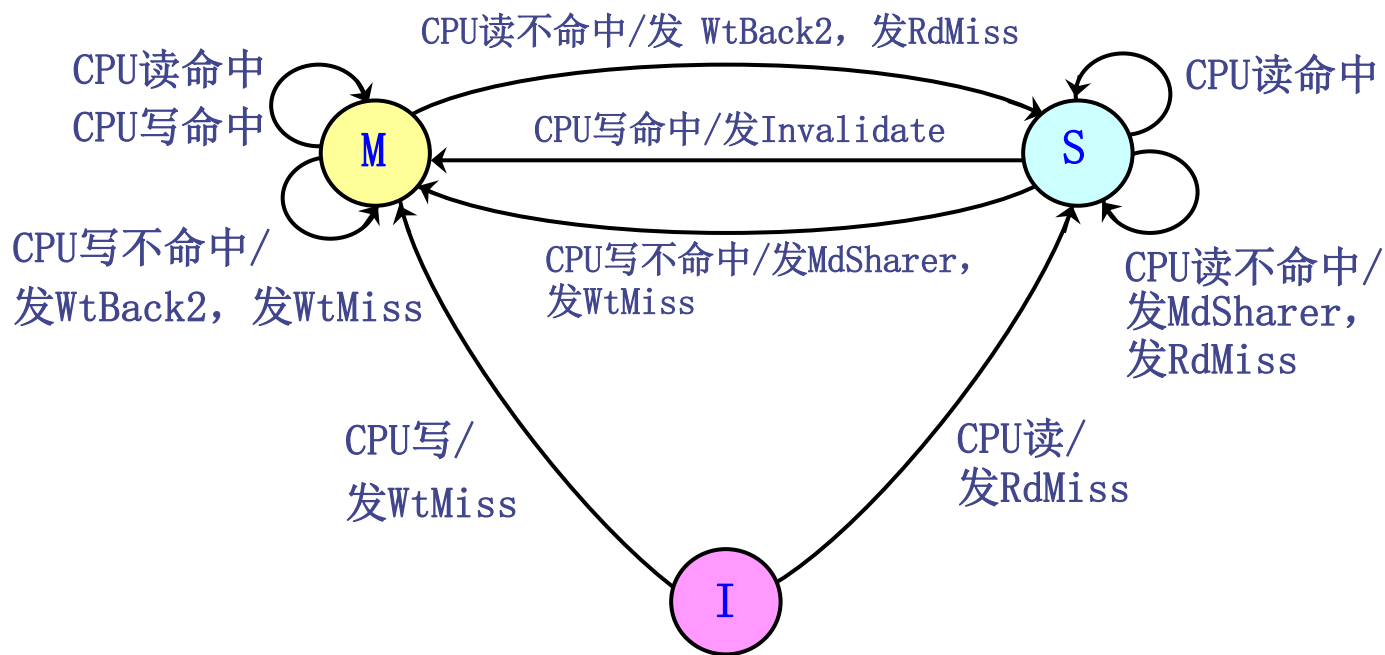 CPU读不命中/发 WtBack2，发RdMiss
CPU读命中
CPU写命中
CPU读命中
CPU写命中/发Invalidate
M
S
CPU写不命中/
发WtBack2，发WtMiss
CPU写不命中/发MdSharer，
发WtMiss
CPU读不命中/
发MdSharer，
发RdMiss
CPU写/
发WtMiss
CPU读/
发RdMiss
I